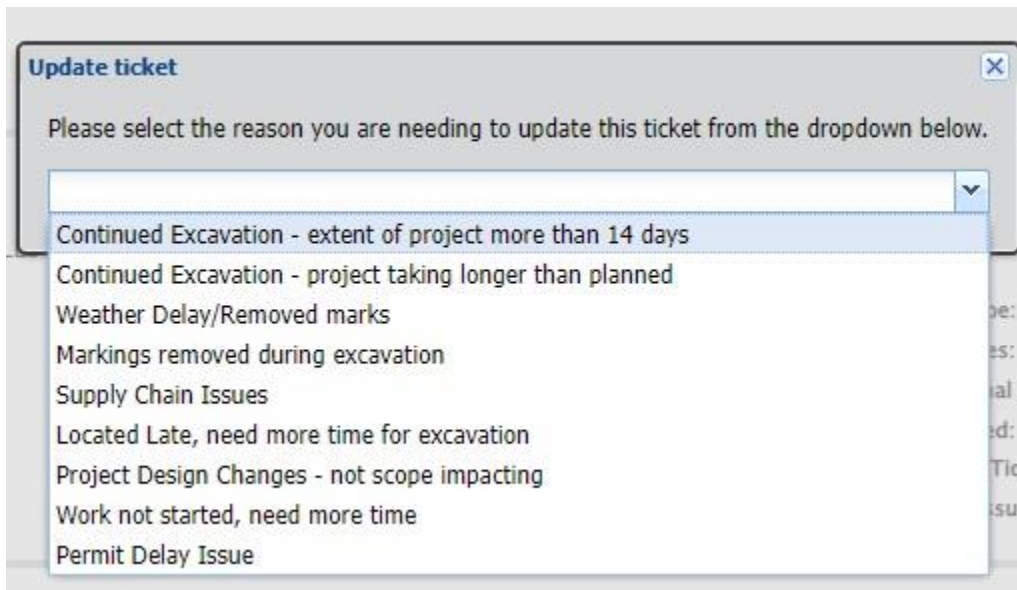 Update ticket
Please select the reason you are needing to update this ticket from the dropdown below.
Continued Excavation - extent of project more than 14 days
Continued Excavation - project taking longer than planned
Weather Delay/Removed marks
Markings removed during excavation
Supply Chain Issues
Located Late, need more time for excavation
Project Design Changes - not scope impacting
Work not started, need more time
Permit Delay Issue